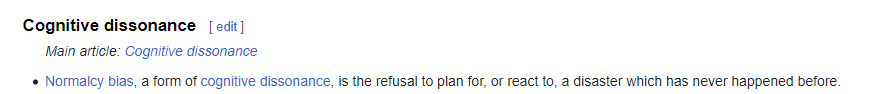 Cognitive dissonance [ edit ]
Main article: Cognitive dissonance
• Normalcy bias, a form of cognitive dissonance, is the refusal to plan for, or react to, a disaster which has never happened before.